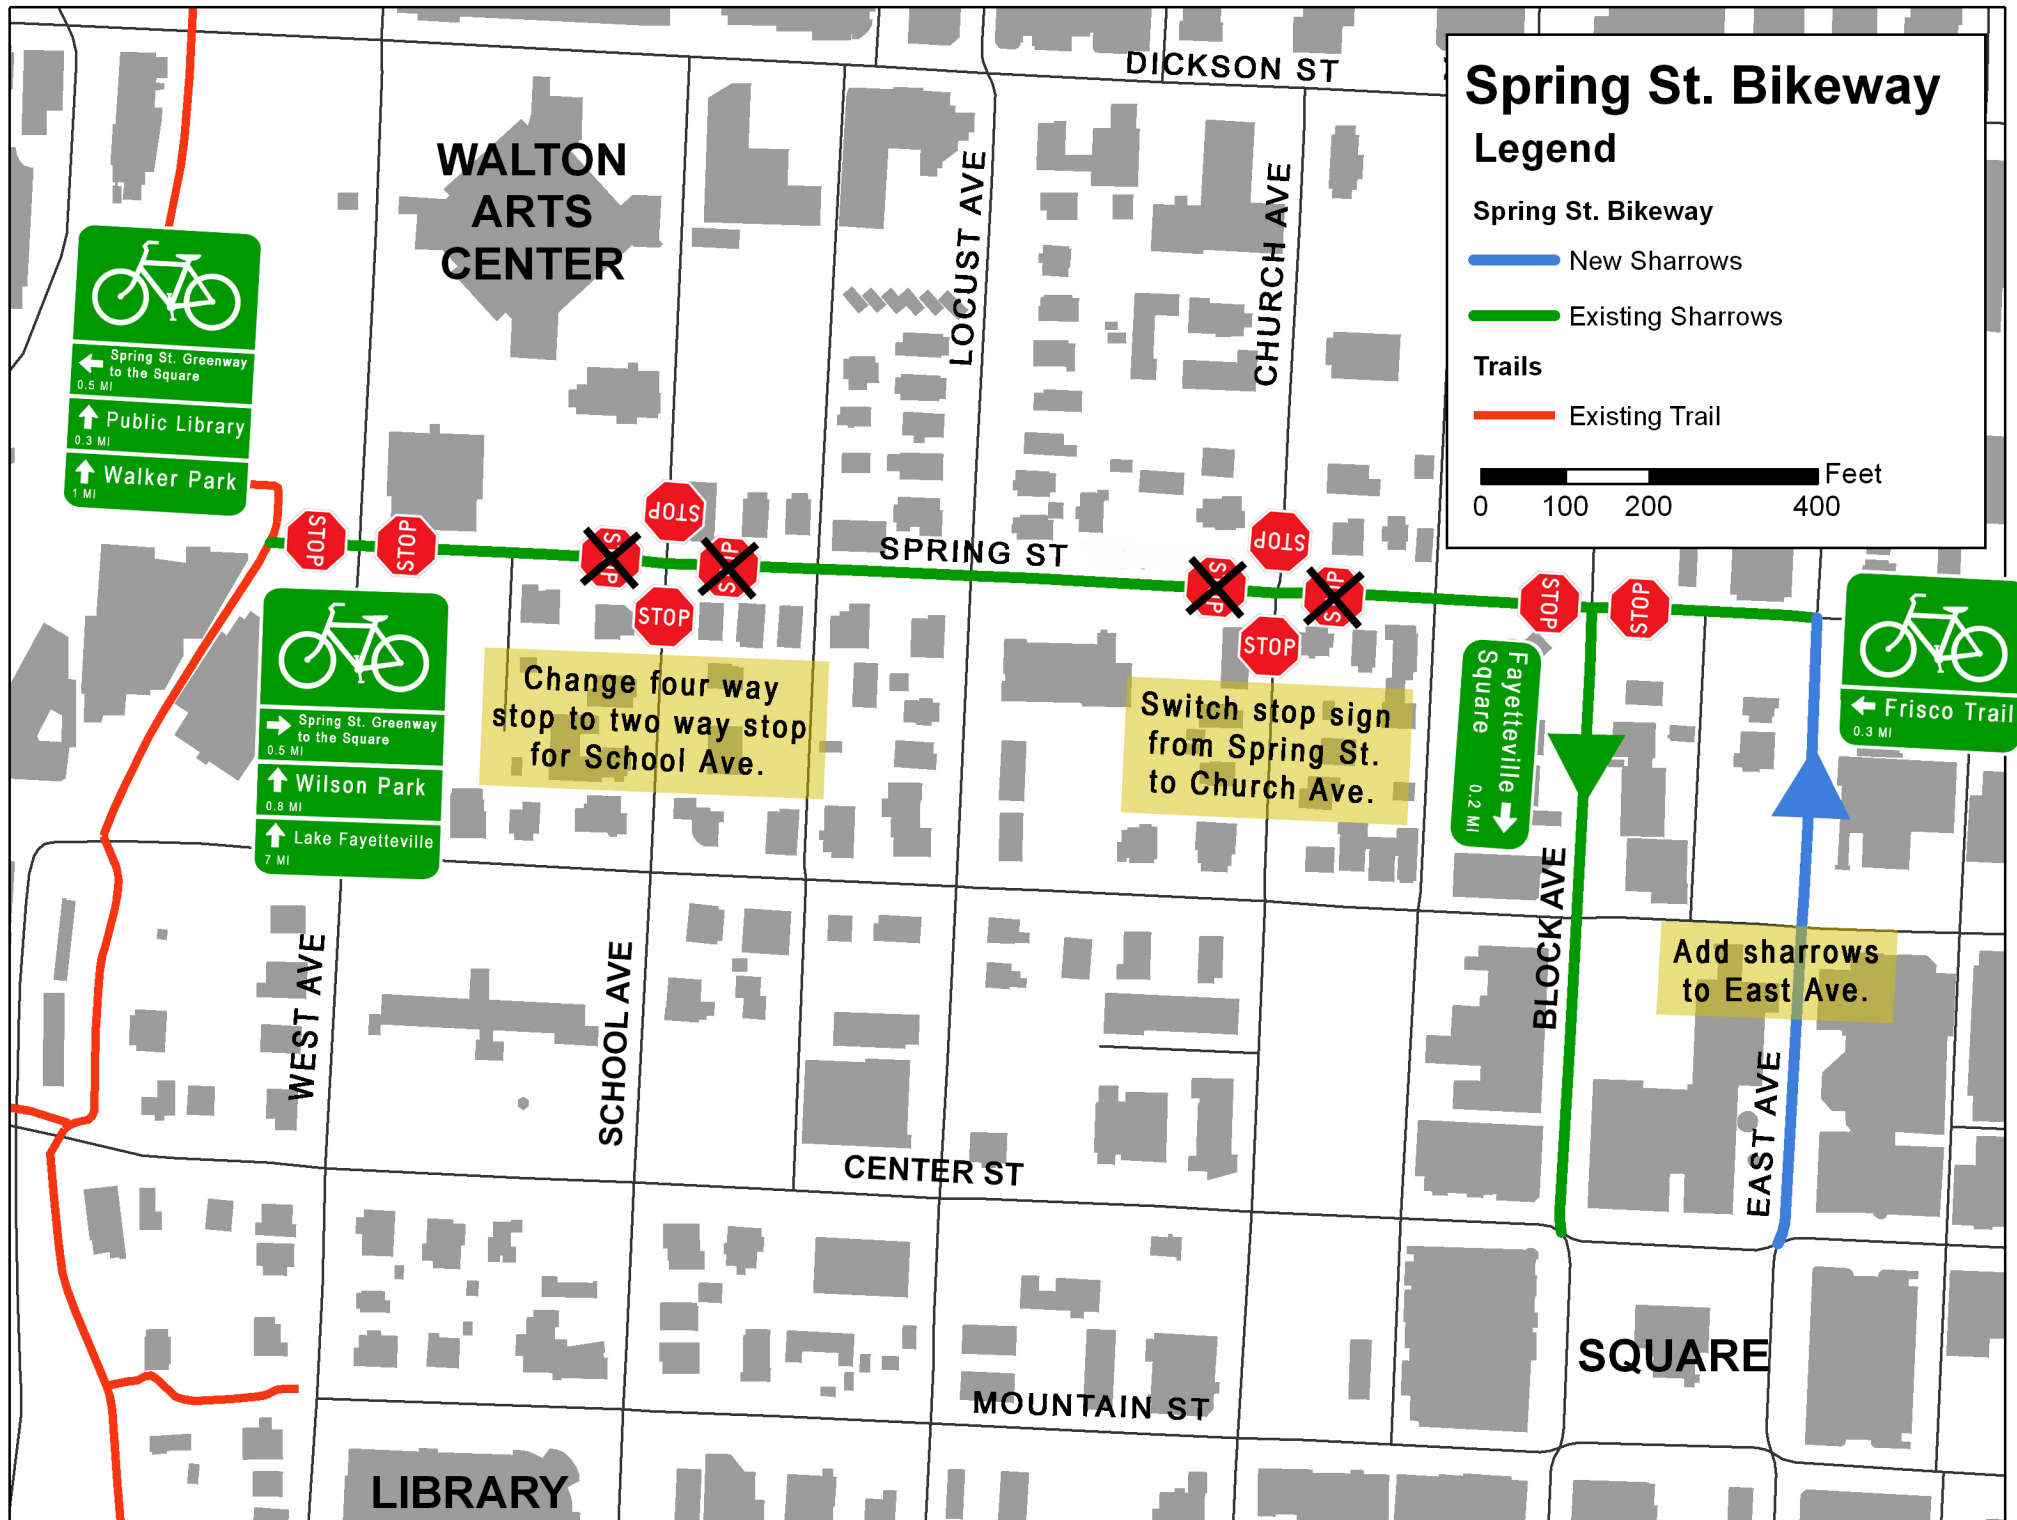 DICKSON ST
Spring St. Bikeway
Legend
Spring St. Bikeway
New Sharrows
Existing Sharrows
Trails
Existing Trail
Feet
0 100 200 400
WALTON
ARTS
CENTER
LOCUST AVE
CHURCH AVE
Spring St. Greenway
to the Square
0.5 MI
Public Library
0.3 MI
Walker Park
1 MI
STOP
STOP
STOP
STOP
SPRING ST
STOP
STOP
STOP
STOP
Spring St. Greenway
to the Square
0.5 MI
Wilson Park
0.8 MI
Lake Fayetteville
7 MI
Change four way
stop to two way stop
for School Ave.
Switch stop sign
from Spring St.
to Church Ave.
Fayetteville
Square
0.2 MI
Frisco Trail
0.3 MI
BLOCK AVE
Add sharrows
to East Ave.
WEST AVE
SCHOOL AVE
EAST AVE
CENTER ST
SQUARE
MOUNTAIN ST
LIBRARY